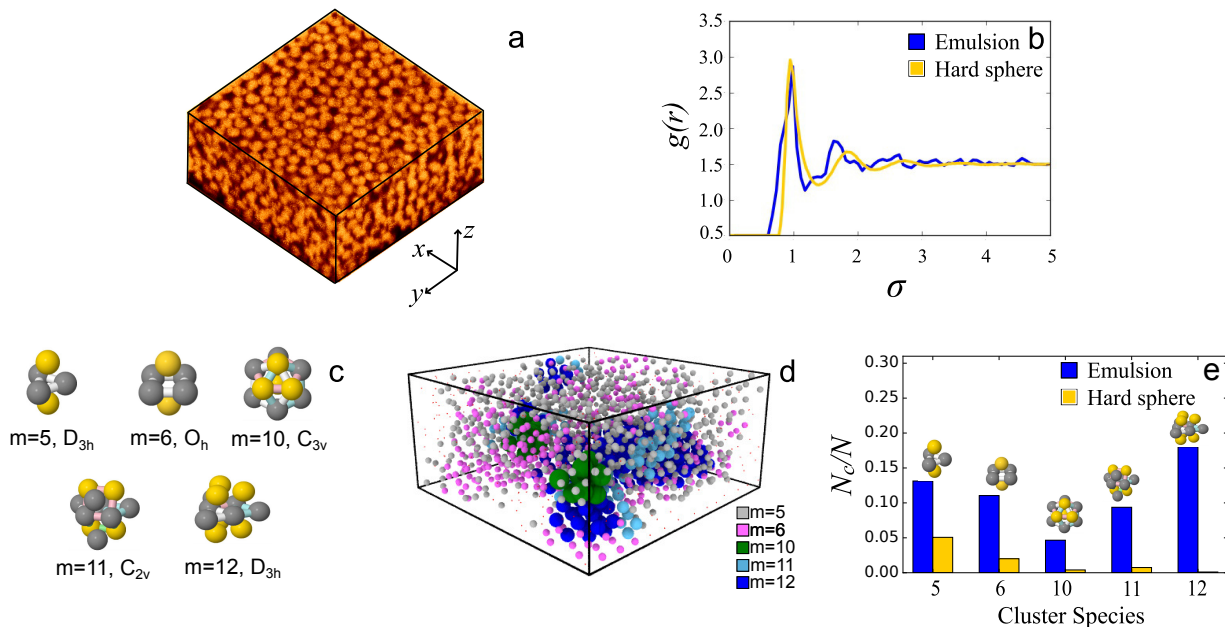 a
x
y
z
b
Emulsion
Hard sphere
g(r)
3.5
3.0
2.5
2.0
1.5
1.0
0.5
0 1 2 3 4 5
σ
c
m=5, D3h
m=6, Oh
m=10, C3v
m=11, C2v
m=12, D3h
d
m=5
m=6
m=10
m=11
m=12
e
Emulsion
Hard sphere
NC/N
0.30
0.25
0.20
0.15
0.10
0.05
0.00
5 6 10 11 12
Cluster Species